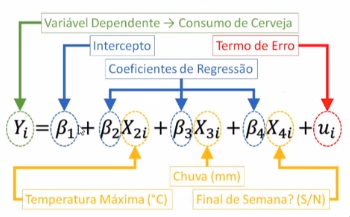 Variável Dependente → Consumo de Cerveja
Intercepto
Termo de Erro
Coeficientes de Regressão
Yᵢ = β₁ + β₂X₂ᵢ + β₃X₃ᵢ + β₄X₄ᵢ + uᵢ
Chuva (mm)
Temperatura Máxima (°C)
Final de Semana? (S/N)